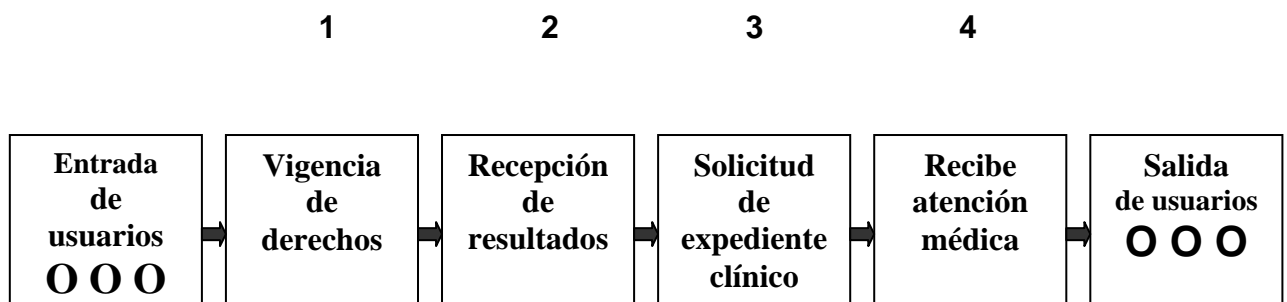 1 2 3 4
Entrada
de
usuarios
O O O
Vigencia
de
derechos
Recepción
de
resultados
Solicitud
de
expediente
clínico
Recibe
atención
médica
Salida
de usuarios
O O O